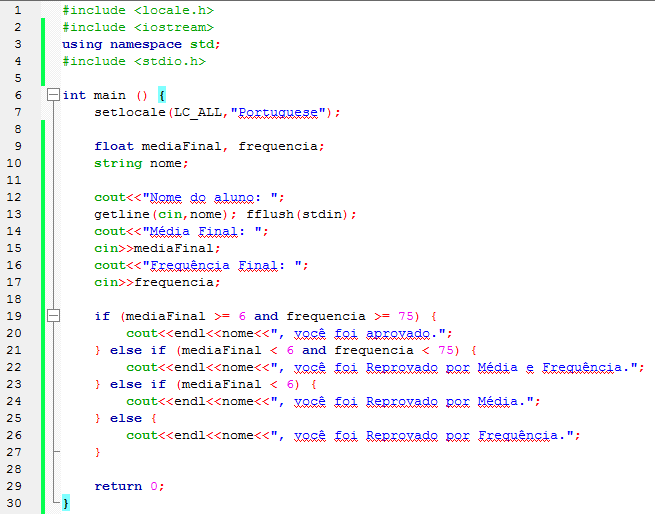 1 #include <locale.h>
2 #include <iostream>
3 using namespace std;
4 #include <stdio.h>
5
6 int main () {
7 setlocale(LC_ALL,"Portuguese");
8
9 float mediaFinal, frequencia;
10 string nome;
11
12 cout<<"Nome do aluno: ";
13 getline(cin,nome); fflush(stdin);
14 cout<<"Média Final: ";
15 cin>>mediaFinal;
16 cout<<"Frequência Final: ";
17 cin>>frequencia;
18
19 if (mediaFinal >= 6 and frequencia >= 75) {
20 cout<<endl<<nome<<", você foi aprovado.";
21 } else if (mediaFinal < 6 and frequencia < 75) {
22 cout<<endl<<nome<<", você foi Reprovado por Média e Frequência.";
23 } else if (mediaFinal < 6) {
24 cout<<endl<<nome<<", você foi Reprovado por Média.";
25 } else {
26 cout<<endl<<nome<<", você foi Reprovado por Frequência.";
27 }
28
29 return 0;
30 }